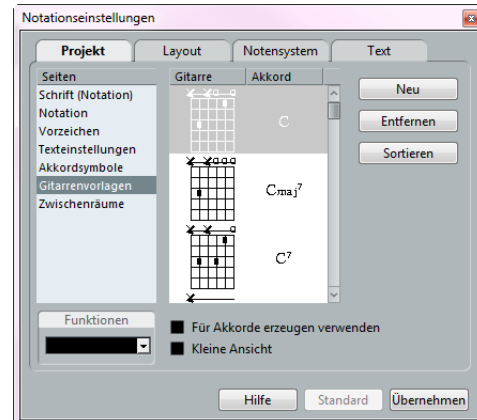 Notationseinstellungen
Projekt Layout Notensystem Text
Seiten
Schrift (Notation)
Notation
Vorzeichen
Texteinstellungen
Akkordsymbole
Gitarrenvorlagen
Zwischenräume
Gitarre Akkord
C
Cmaj7
C7
Neu
Entfernen
Sortieren
Funktionen
Für Akkorde erzeugen verwenden
Kleine Ansicht
Hilfe Standard Übernehmen